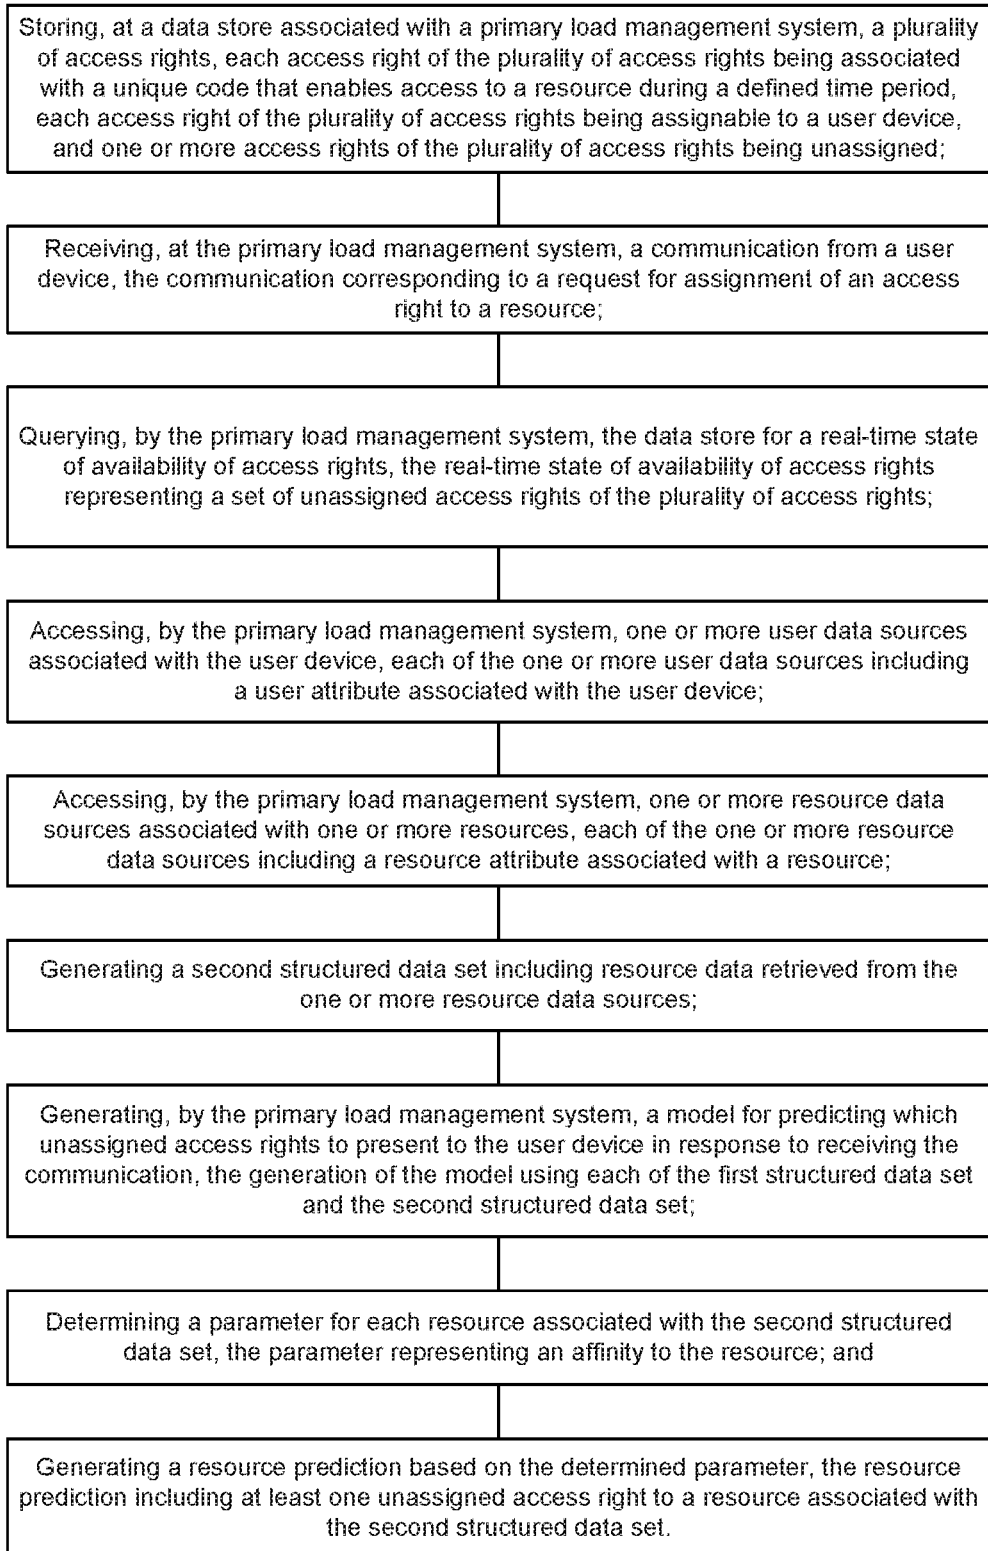 Storing, at a data store associated with a primary load management system, a plurality
of access rights, each access right of the plurality of access rights being associated
with a unique code that enables access to a resource during a defined time period,
each access right of the plurality of access rights being assignable to a user device,
and one or more access rights of the plurality of access rights being unassigned;
Receiving, at the primary load management system, a communication from a user
device, the communication corresponding to a request for assignment of an access
right to a resource;
Querying, by the primary load management system, the data store for a real-time state
of availability of access rights, the real-time state of availability of access rights
representing a set of unassigned access rights of the plurality of access rights;
Accessing, by the primary load management system, one or more user data sources
associated with the user device, each of the one or more user data sources including
a user attribute associated with the user device;
Accessing, by the primary load management system, one or more resource data
sources associated with one or more resources, each of the one or more resource
data sources including a resource attribute associated with a resource;
Generating a second structured data set including resource data retrieved from the
one or more resource data sources;
Generating, by the primary load management system, a model for predicting which
unassigned access rights to present to the user device in response to receiving the
communication, the generation of the model using each of the first structured data set
and the second structured data set;
Determining a parameter for each resource associated with the second structured
data set, the parameter representing an affinity to the resource; and
Generating a resource prediction based on the determined parameter, the resource
prediction including at least one unassigned access right to a resource associated with
the second structured data set.